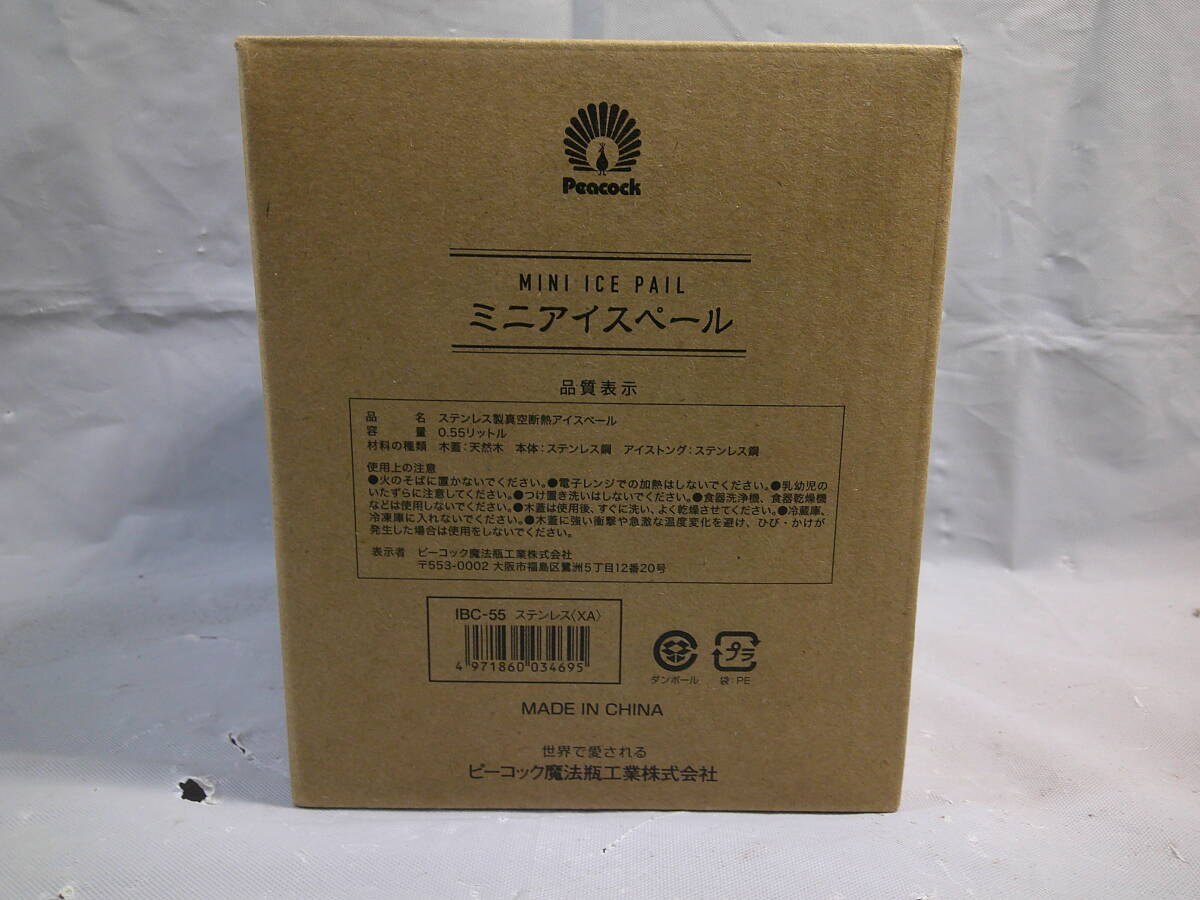 Peacock
MINI ICE PAIL
ミニアイスペール
品質表示
品 名 ステンレス製真空断熱アイスペール
容 量 0.55リットル
材料の種類 木蓋:天然木 本体:ステンレス鋼 アイストング:ステンレス鋼
使用上の注意
●火のそばに置かないでください。●電子レンジでの加熱はしないでください。●乳幼児の
いたずらに注意してください。●つけ置き洗いはしないでください。●食器洗浄機、食器乾燥機
などは使用しないでください。●木蓋は使用後、すぐに洗い、よく乾燥させてください。●冷蔵庫、
冷凍庫に入れないでください。●木蓋に強い衝撃や急激な温度変化を避け、ひび・かけが
発生した場合は使用をしないでください。
表示者 ピーコック魔法瓶工業株式会社
〒553-0002 大阪市福島区鷺洲5丁目12番20号
IBC-55 ステンレス〈XA〉
4 971860 034695
ダンボール
プラ
袋:PE
MADE IN CHINA
世界で愛される
ピーコック魔法瓶工業株式会社